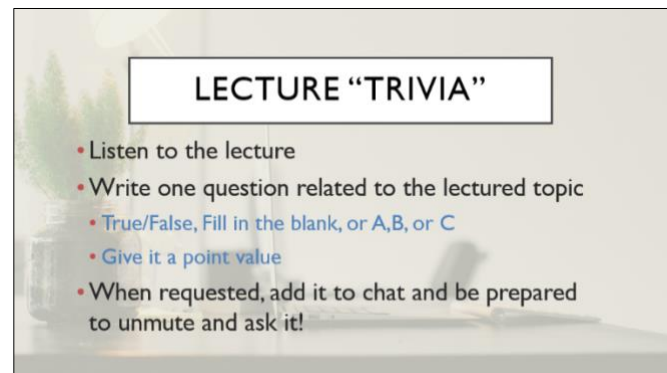 LECTURE “TRIVIA”
• Listen to the lecture
• Write one question related to the lectured topic
• True/False, Fill in the blank, or A,B, or C
• Give it a point value
• When requested, add it to chat and be prepared
to unmute and ask it!